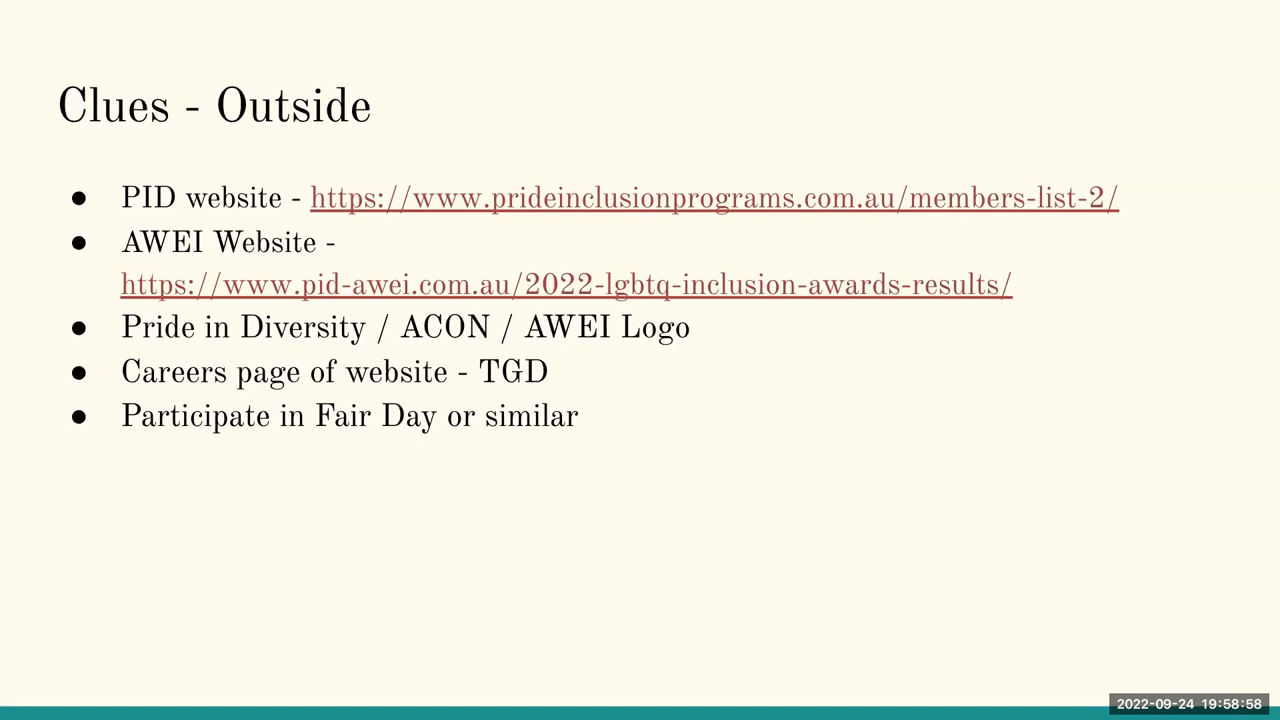 Clues - Outside
● PID website - https://www.prideinclusionprograms.com.au/members-list-2/
● AWEI Website -
https://www.pid-awei.com.au/2022-lgbtq-inclusion-awards-results/
● Pride in Diversity / ACON / AWEI Logo
● Careers page of website - TGD
● Participate in Fair Day or similar
2022-09-24 19:58:58